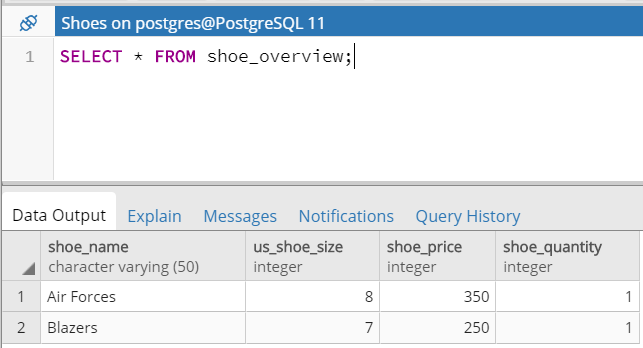 Shoes on postgres@PostgreSQL 11
1 SELECT * FROM shoe_overview;
Data Output Explain Messages Notifications Query History
shoe_name us_shoe_size shoe_price shoe_quantity
character varying (50) integer integer integer
1 Air Forces 8 350 1
2 Blazers 7 250 1